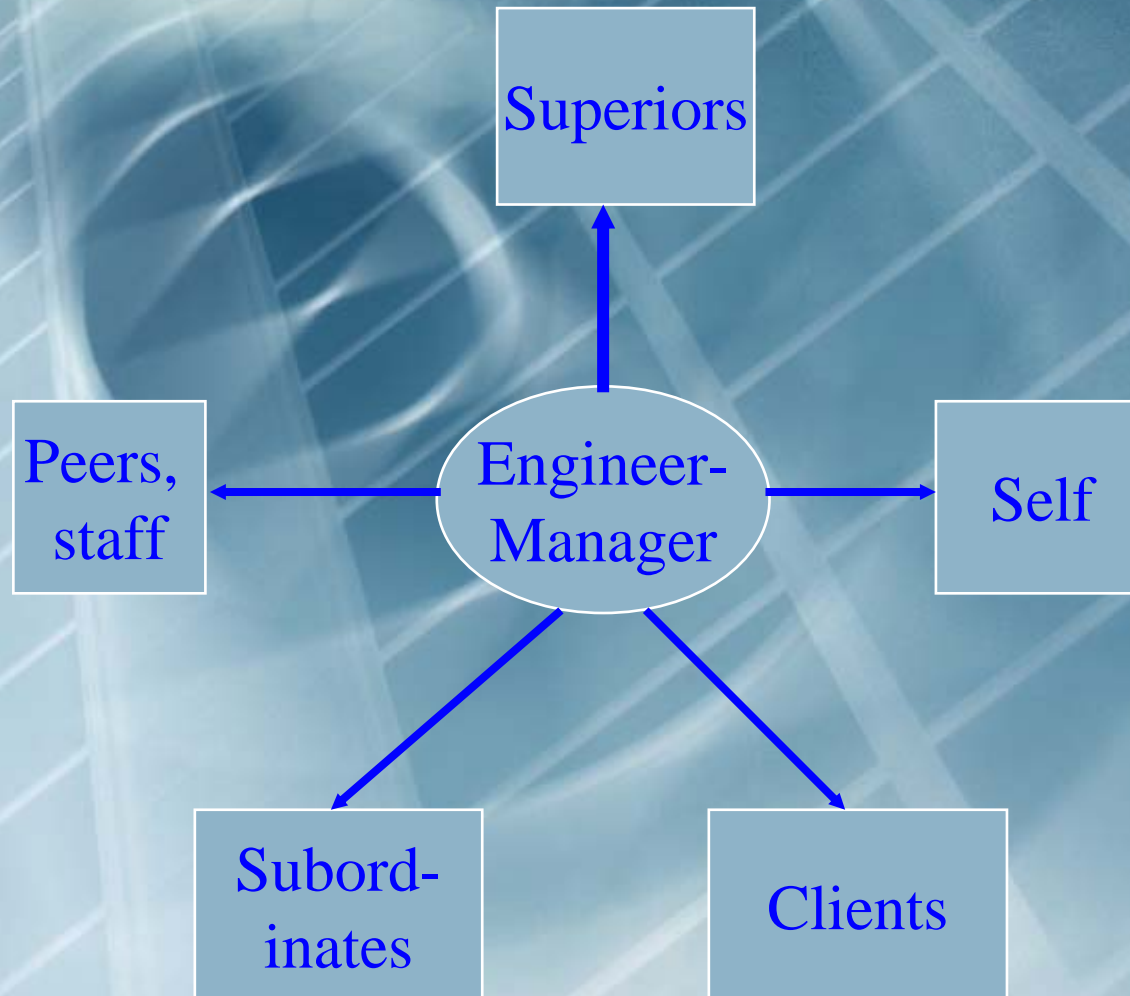 Superiors
Peers,
staff
Engineer-
Manager
Self
Subord-
inates
Clients